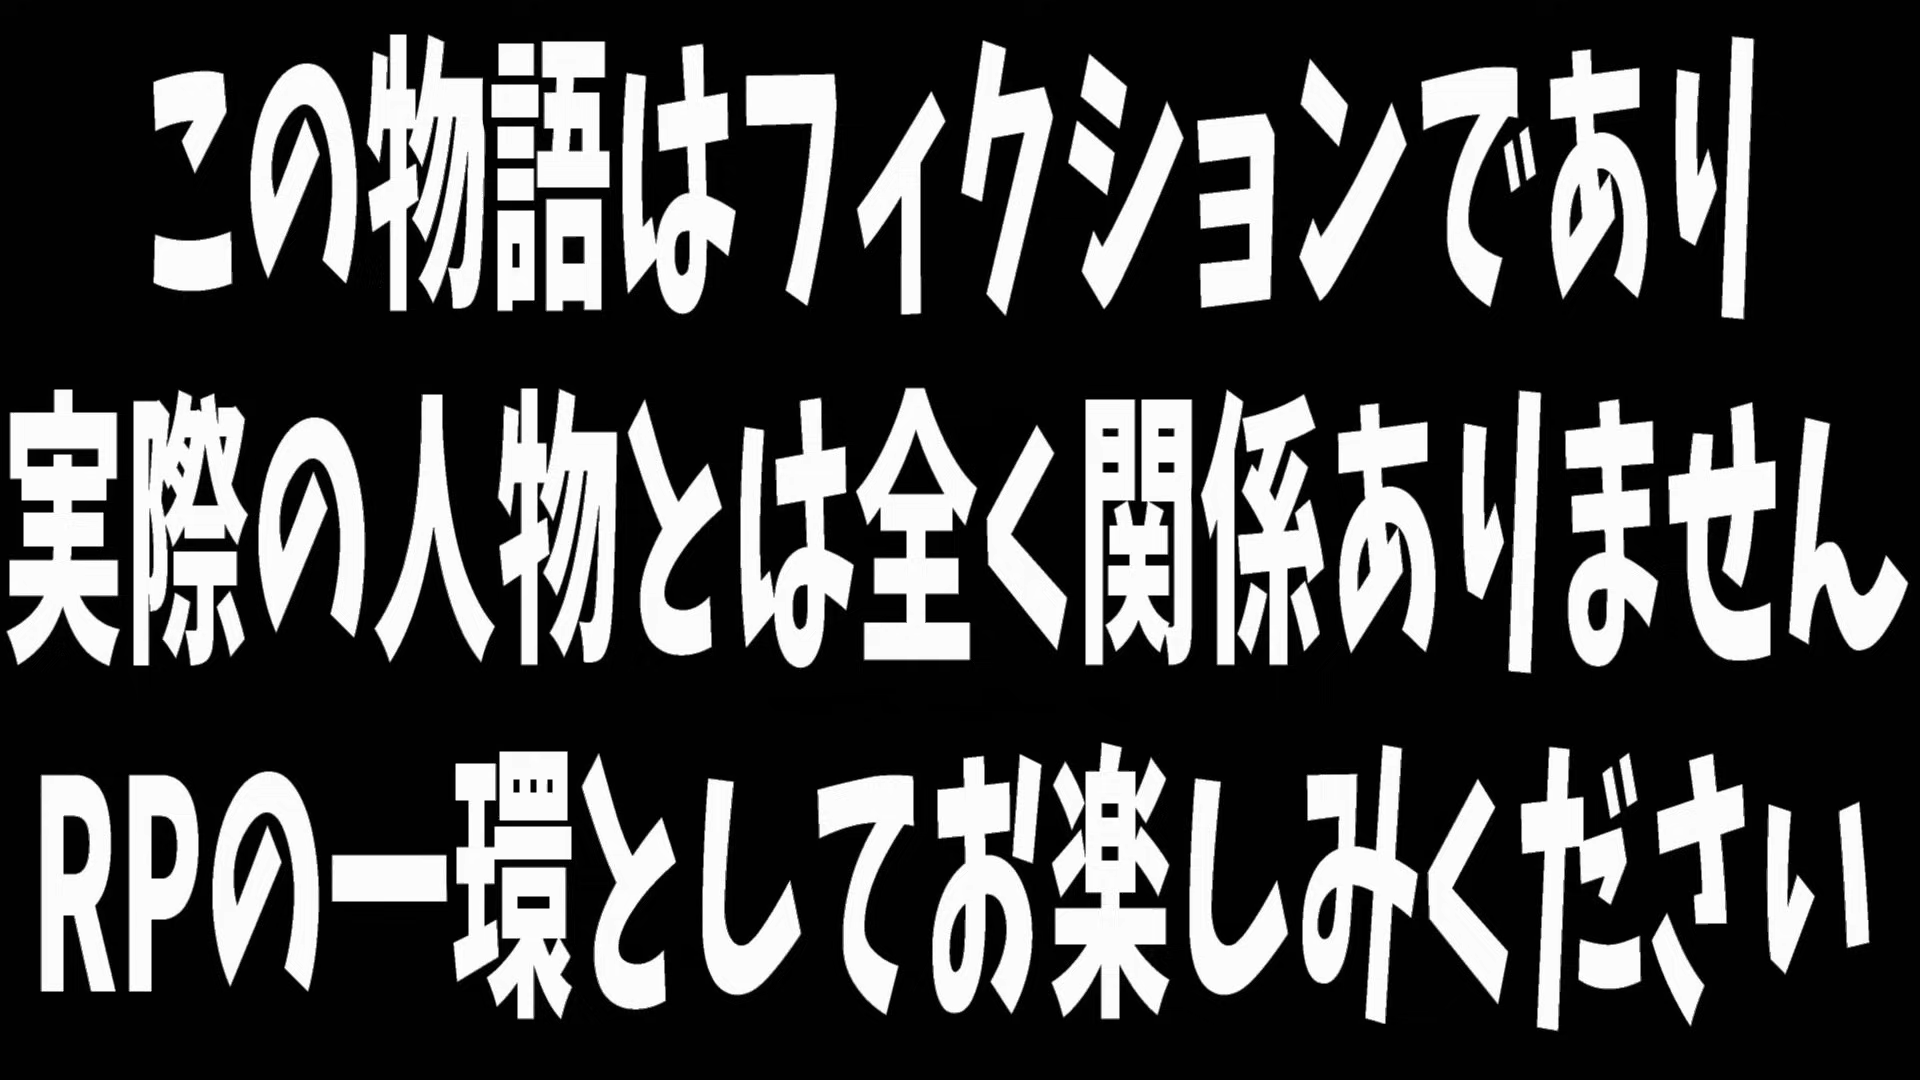 この物語はフィクションであり
実際の人物とは全く関係ありません
RPの一環としてお楽しみください